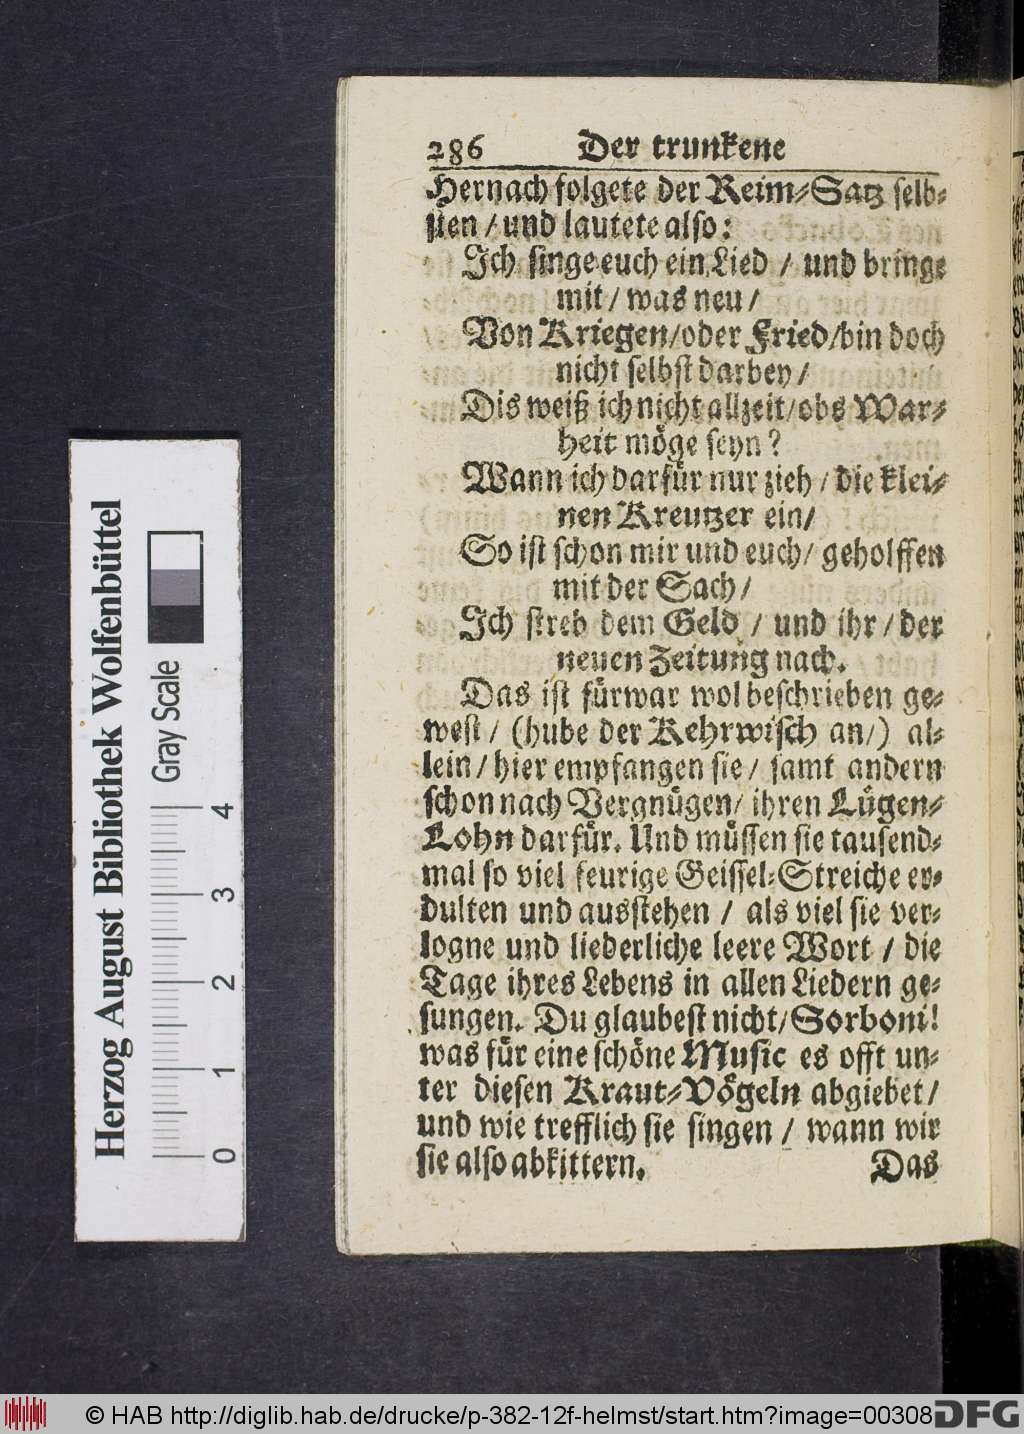 286 Der trunkene
Hernach folgete der Reim-Satz selb-
sten / und lautete also:
Ich singe euch ein Lied / und bringe
mit / was neu /
Von Kriegen/oder Fried/bin doch
nicht selbst darbey /
Dis weiß ich nicht allzeit/obs War-
heit möge seyn?
Wann ich darfür nur zieh / die klei-
nen Kreutzer ein/
So ist schon mir und euch/ geholffen
mit der Sach /
Ich streb dem Geld / und ihr / der
neuen Zeitung nach.
Das ist fürwar wol beschrieben ge-
west / (hube der Kehrwisch an/) al-
lein / hier empfangen sie / samt andern
schon nach Vergnügen/ ihren Lügen-
Lohn darfür. Und müssen sie tausend-
mal so viel feurige Geissel-Streiche er-
dulten und ausstehen / als viel sie ver-
logne und liederliche leere Wort / die
Tage ihres Lebens in allen Liedern ge-
sungen. Du glaubest nicht/Sorboni!
was für eine schöne Music es offt un-
ter diesen Kraut-Vögeln abgiebet/
und wie trefflich sie singen / wann wir
sie also abkittern.
Das
Herzog August Bibliothek Wolfenbüttel
Gray Scale
0 1 2 3 4
© HAB http://diglib.hab.de/drucke/p-382-12f-helmst/start.htm?image=00308
DFG